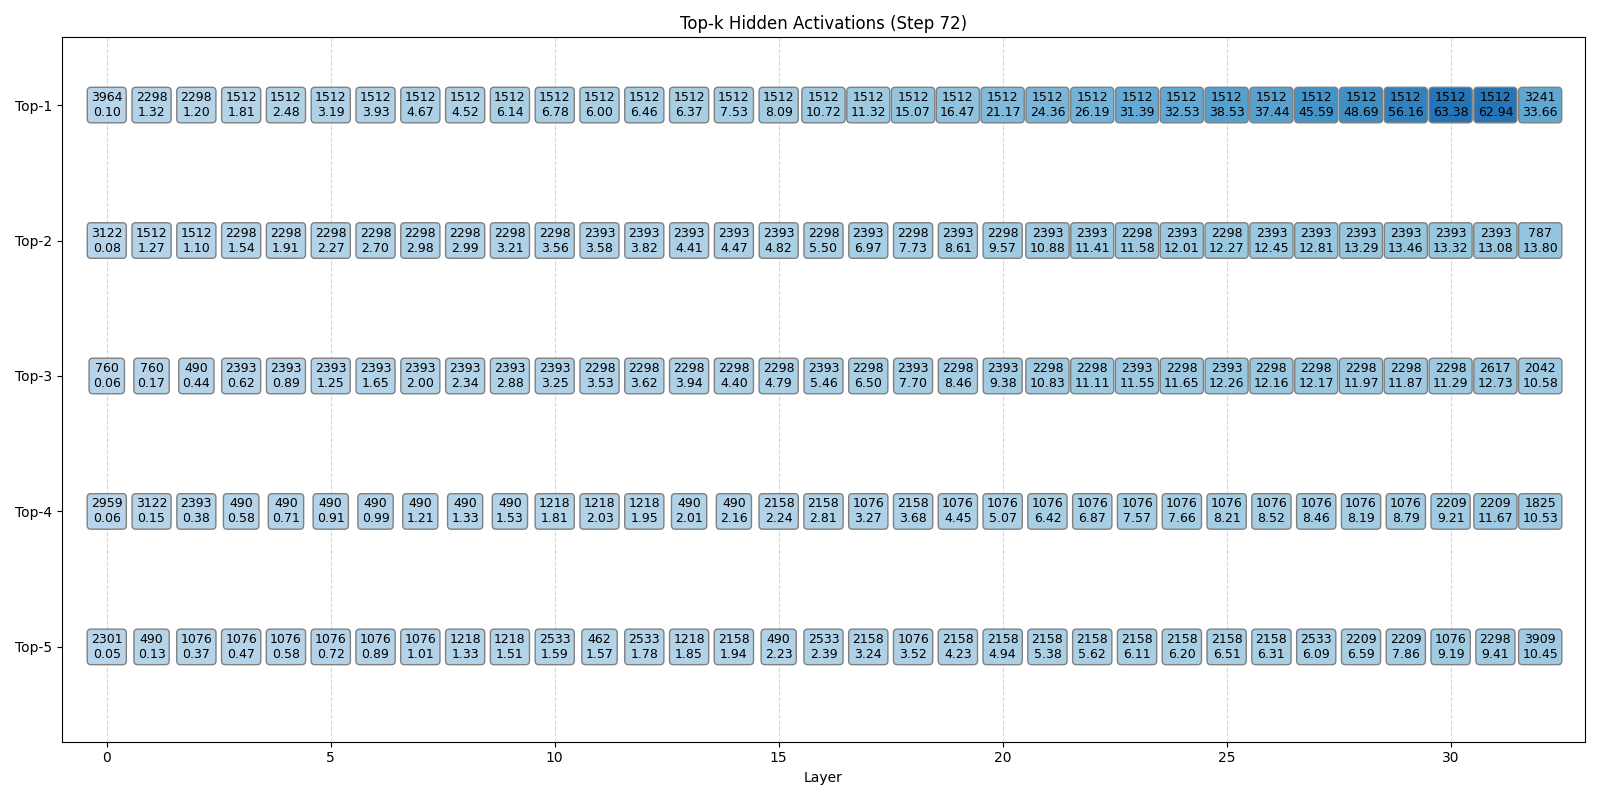 Top-k Hidden Activations (Step 72)
Top-1
3964 2298 2298 1512 1512 1512 1512 1512 1512 1512 1512 1512 1512 1512 1512 1512 1512 1512 1512 1512 1512 1512 1512 1512 1512 1512 1512 1512 1512 1512 1512 1512 3241
0.10 1.32 1.20 1.81 2.48 3.19 3.93 4.67 4.52 6.14 6.78 6.00 6.46 6.37 7.53 8.09 10.72 11.32 15.07 16.47 21.17 24.36 26.19 31.39 32.53 38.53 37.44 45.59 48.69 56.16 63.38 62.94 33.66
Top-2
3122 1512 1512 2298 2298 2298 2298 2298 2298 2298 2298 2393 2393 2393 2393 2393 2298 2393 2298 2393 2298 2393 2393 2298 2393 2298 2393 2393 2393 2393 2393 2393 787
0.08 1.27 1.10 1.54 1.91 2.27 2.70 2.98 2.99 3.21 3.56 3.58 3.82 4.41 4.47 4.82 5.50 6.97 7.73 8.61 9.57 10.88 11.41 11.58 12.01 12.27 12.45 12.81 13.29 13.46 13.32 13.08 13.80
Top-3
760 760 490 2393 2393 2393 2393 2393 2393 2393 2393 2298 2298 2298 2298 2298 2393 2298 2393 2298 2393 2298 2298 2393 2298 2393 2298 2298 2298 2298 2298 2617 2042
0.06 0.17 0.44 0.62 0.89 1.25 1.65 2.00 2.34 2.88 3.25 3.53 3.62 3.94 4.40 4.79 5.46 6.50 7.70 8.46 9.38 10.83 11.11 11.55 11.65 12.26 12.16 12.17 11.97 11.87 11.29 12.73 10.58
Top-4
2959 3122 2393 490 490 490 490 490 490 490 1218 1218 1218 490 490 2158 2158 1076 2158 1076 1076 1076 1076 1076 1076 1076 1076 1076 1076 1076 2209 2209 1825
0.06 0.15 0.38 0.58 0.71 0.91 0.99 1.21 1.33 1.53 1.81 2.03 1.95 2.01 2.16 2.24 2.81 3.27 3.68 4.45 5.07 6.42 6.87 7.57 7.66 8.21 8.52 8.46 8.19 8.79 9.21 11.67 10.53
Top-5
2301 490 1076 1076 1076 1076 1076 1076 1218 1218 2533 462 2533 1218 2158 490 2533 2158 1076 2158 2158 2158 2158 2158 2158 2158 2158 2533 2209 2209 1076 2298 3909
0.05 0.13 0.37 0.47 0.58 0.72 0.89 1.01 1.33 1.51 1.59 1.57 1.78 1.85 1.94 2.23 2.39 3.24 3.52 4.23 4.94 5.38 5.62 6.11 6.20 6.51 6.31 6.09 6.59 7.86 9.19 9.41 10.45
0 5 10 15 20 25 30
Layer